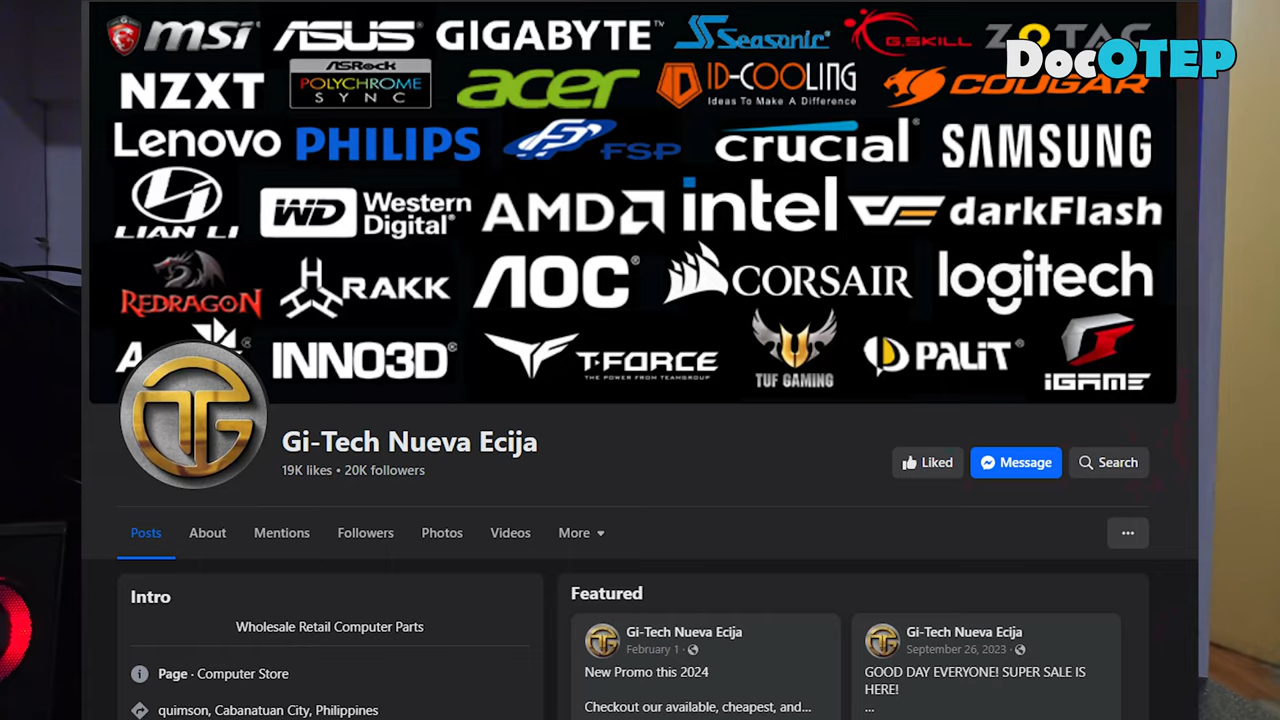 msi ASUS GIGABYTE™ Seasonic® G.SKILL ZOTAC
DocOTEP
NZXT ASRock POLYCHROME SYNC acer ID-COOLING Ideas To Make A Difference COUGAR
Lenovo PHILIPS FSP crucial® SAMSUNG
LIAN LI WD Western Digital® AMD intel darkFlash
REDRAGON RAKK AOC® CORSAIR® logitech
INNO3D® T-FORCE THE POWER FROM TEAMGROUP TUF GAMING PALIT® iGAME
TG
Gi-Tech Nueva Ecija
19K likes • 20K followers
Liked Message Search
Posts About Mentions Followers Photos Videos More ...
Intro
Wholesale Retail Computer Parts
Page · Computer Store
quimson, Cabanatuan City, Philippines
Featured
Gi-Tech Nueva Ecija
February 1 ·
New Promo this 2024
Checkout our available, cheapest, and...
Gi-Tech Nueva Ecija
September 26, 2023 ·
GOOD DAY EVERYONE! SUPER SALE IS
HERE!
...